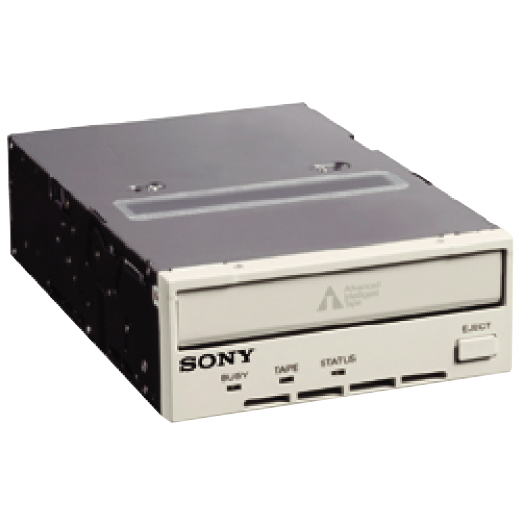 Advanced
Intelligent
Tape
EJECT
SONY
BUSY TAPE STATUS